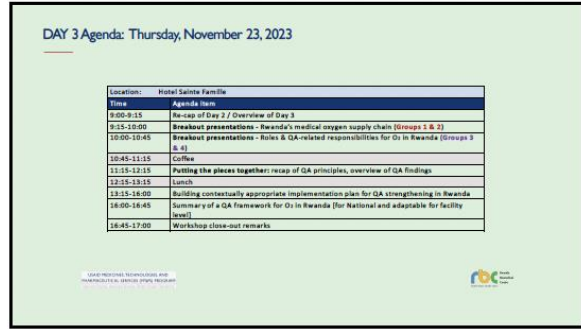 DAY 3 Agenda: Thursday, November 23, 2023
Location: Hotel Sainte Famille
Time Agenda Item
9:00-9:15 Re-cap of Day 2 / Overview of Day 3
9:15-10:00 Breakout presentations - Rwanda's medical oxygen supply chain (Groups 1 & 2)
10:00-10:45 Breakout presentations - Roles & QA-related responsibilities for O₂ in Rwanda (Groups 3
& 4)
10:45-11:15 Coffee
11:15-12:15 Putting the pieces together: recap of QA principles, overview of QA findings
12:15-13:15 Lunch
13:15-16:00 Building contextually appropriate implementation plan for QA strengthening in Rwanda
16:00-16:45 Summary of a QA framework for O₂ in Rwanda [for National and adaptable for facility
level]
16:45-17:00 Workshop close-out remarks
USAID MEDICINES, TECHNOLOGIES, AND
PHARMACEUTICAL SERVICES (MTaPS) PROGRAM
rbc
Rwanda
Biomedical
Centre